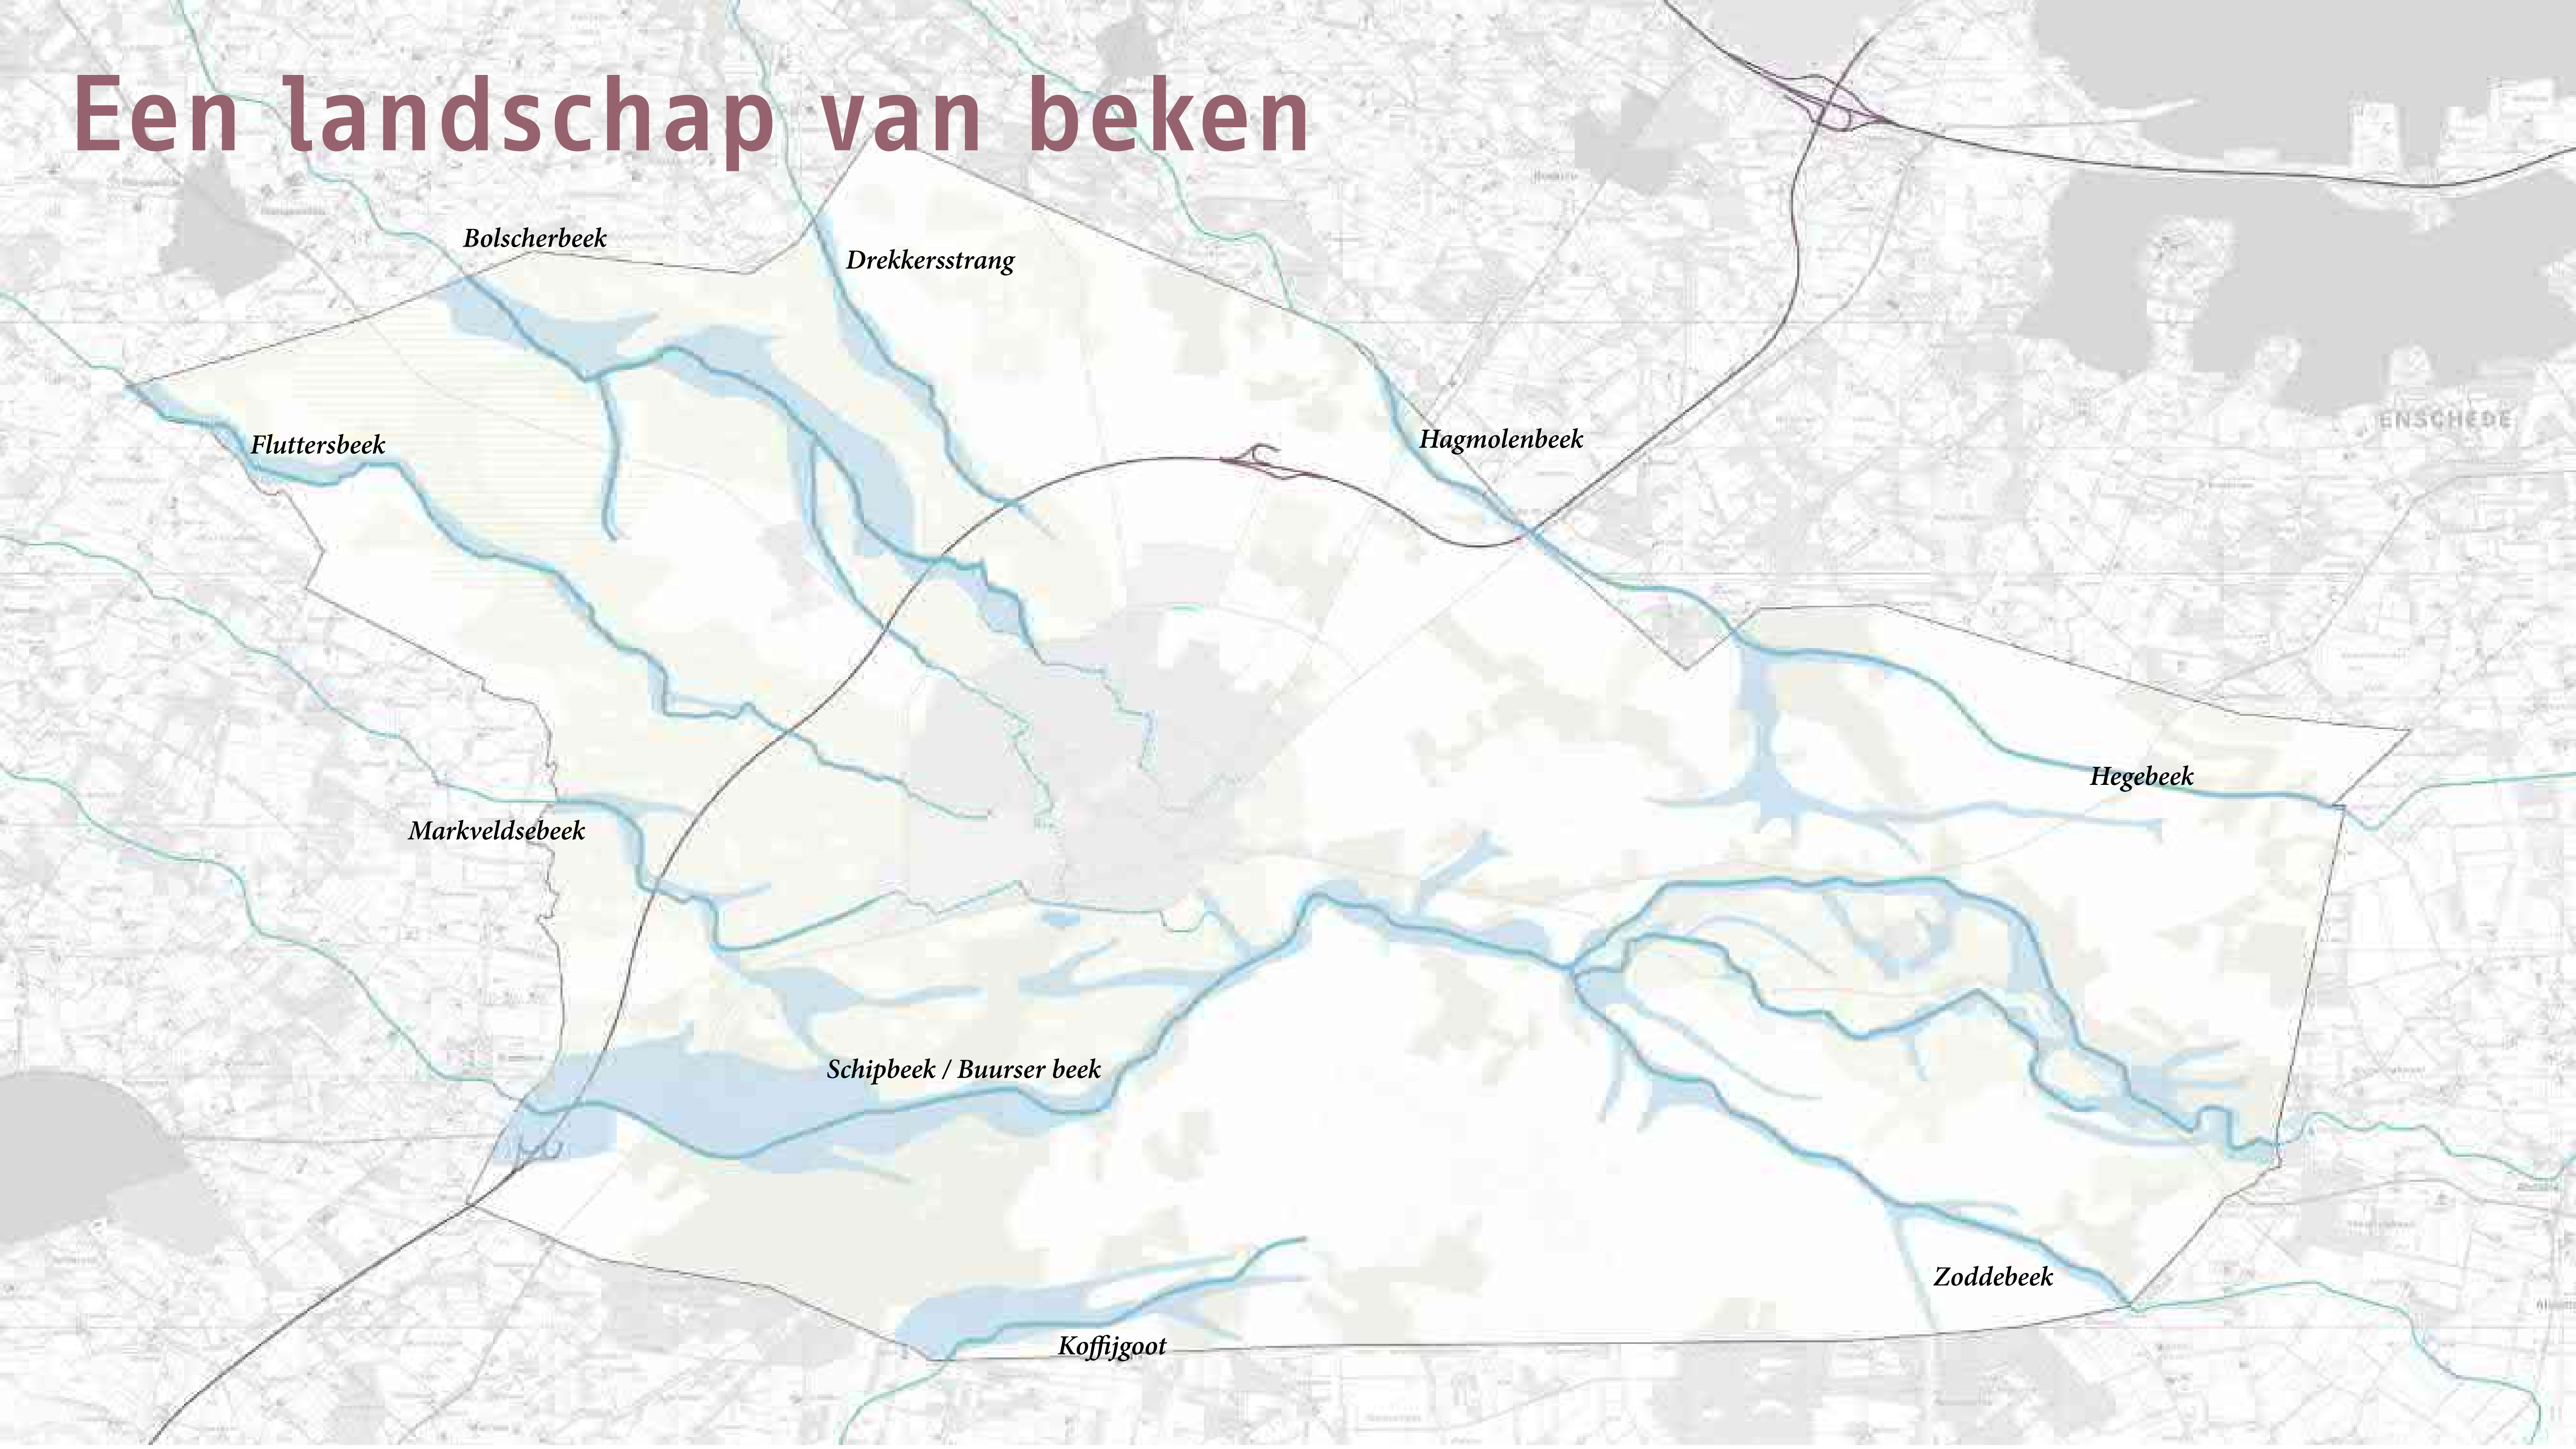 Een landschap van beken
Bolscherbeek
Drekkersstrang
ENSCHEDE
Hagmolenbeek
Fluttersbeek
Hegebeek
Markveldsebeek
Schipbeek / Buurser beek
Zoddebeek
Koffijgoot